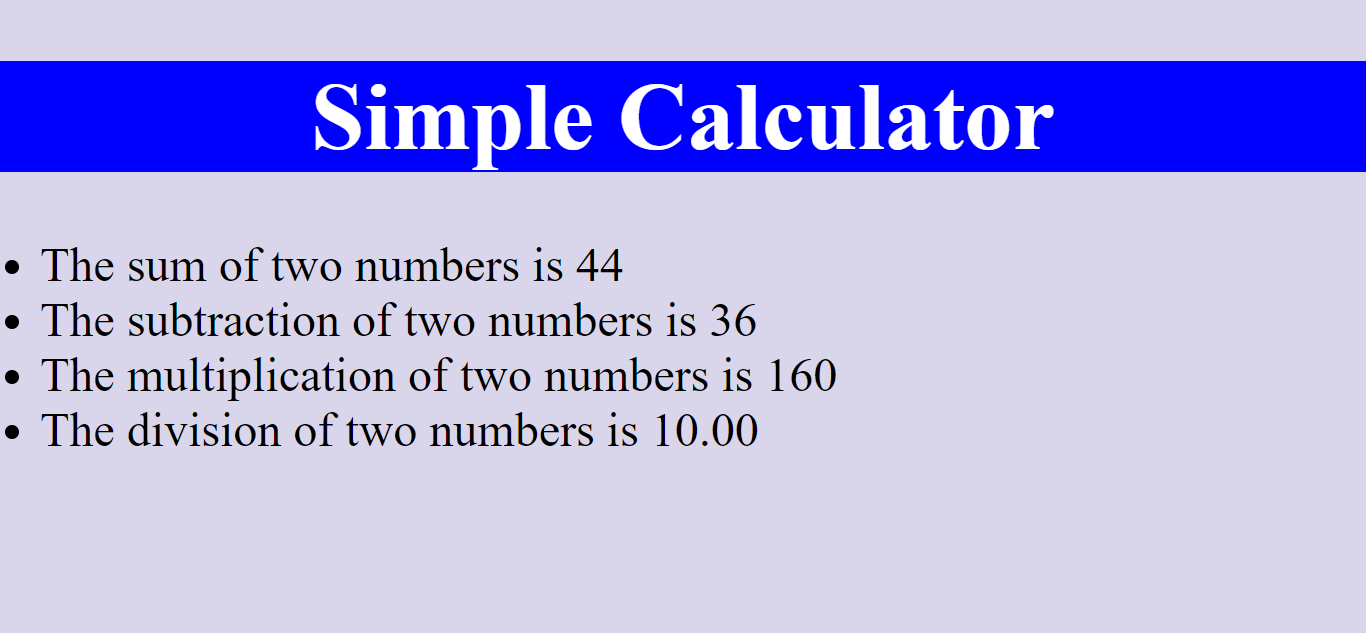 Simple Calculator
The sum of two numbers is 44
The subtraction of two numbers is 36
The multiplication of two numbers is 160
The division of two numbers is 10.00